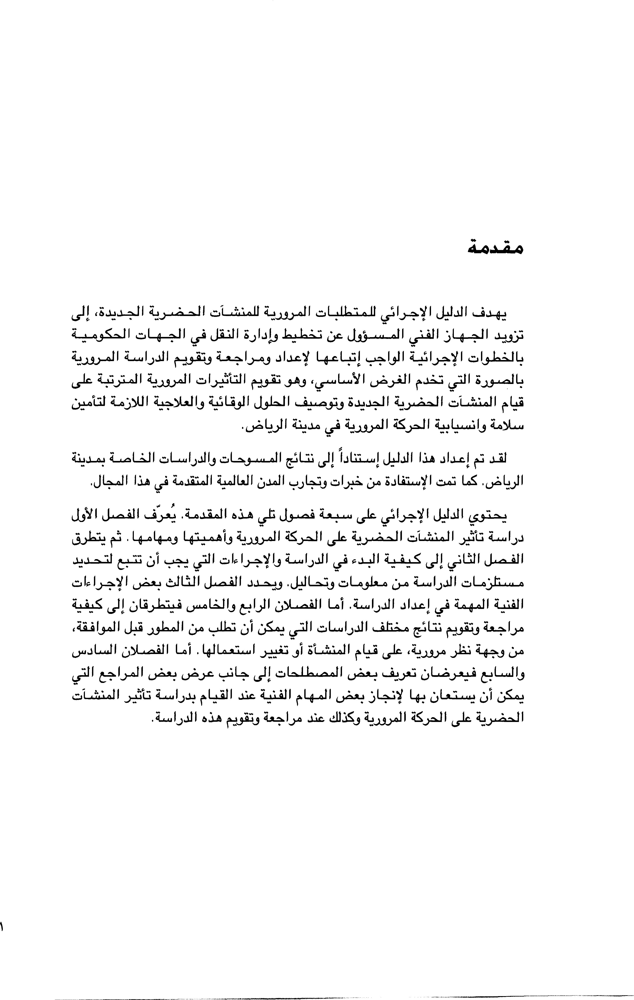 مقدمة
يهدف الدليل الإجرائي للمتطلبات المرورية للمنشآت الحضرية الجديدة، إلى
تزويد الجهاز الفني المسؤول عن تخطيط وإدارة النقل في الجهات الحكومية
بالخطوات الإجرائية الواجب إتباعها لإعداد ومراجعة وتقويم الدراسة المرورية
بالصورة التي تخدم الغرض الأساسي، وهو تقويم التأثيرات المرورية المترتبة على
قيام المنشآت الحضرية الجديدة وتوصيف الحلول الوقائية والعلاجية اللازمة لتأمين
سلامة وانسيابية الحركة المرورية في مدينة الرياض.
لقد تم إعداد هذا الدليل إستناداً إلى نتائج المسوحات والدراسات الخاصة بمدينة
الرياض. كما تمت الإستفادة من خبرات وتجارب المدن العالمية المتقدمة في هذا المجال.
يحتوي الدليل الإجرائي على سبعة فصول تلي هذه المقدمة. يُعرّف الفصل الأول
دراسة تأثير المنشآت الحضرية على الحركة المرورية وأهميتها ومهامها. ثم يتطرق
الفصل الثاني إلى كيفية البدء في الدراسة والإجراءات التي يجب أن تتبع لتحديد
مستلزمات الدراسة من معلومات وتحاليل. ويحدد الفصل الثالث بعض الإجراءات
الفنية المهمة في إعداد الدراسة. أما الفصلان الرابع والخامس فيتطرقان إلى كيفية
مراجعة وتقويم نتائج مختلف الدراسات التي يمكن أن تطلب من المطور قبل الموافقة،
من وجهة نظر مرورية، على قيام المنشأة أو تغيير استعمالها. أما الفصلان السادس
والسابع فيعرضان تعريف بعض المصطلحات إلى جانب عرض بعض المراجع التي
يمكن أن يستعان بها لإنجاز بعض المهام الفنية عند القيام بدراسة تأثير المنشآت
الحضرية على الحركة المرورية وكذلك عند مراجعة وتقويم هذه الدراسة.
١